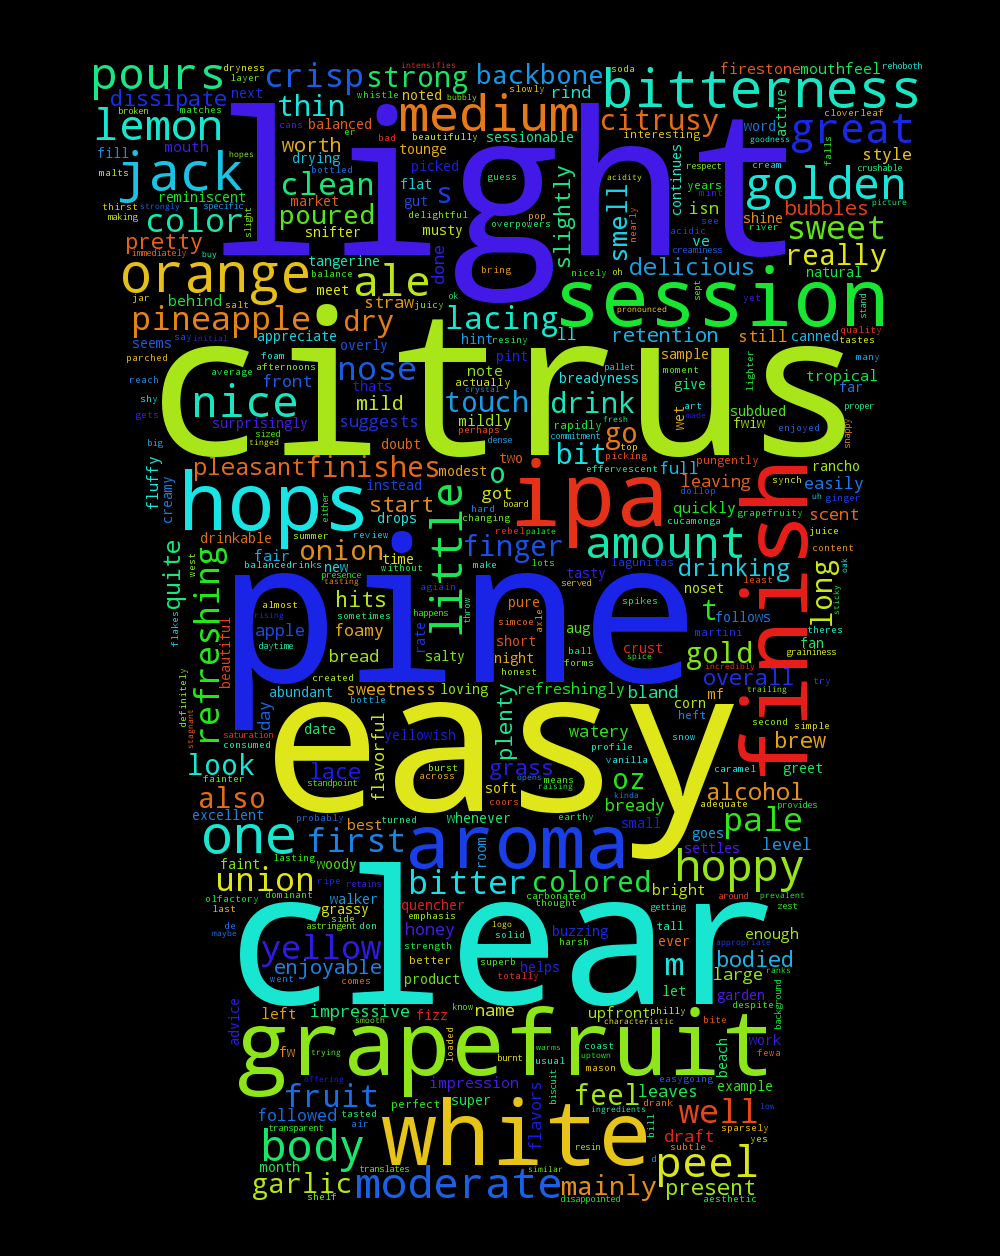 pours crisp strong backbone bitterness firestone mouthfeel rehoboth
dryness layer intensifies soda slowly rind
dissipate next whistle noted bubbly cloverleaf
broken matches thin medium citrusy word active great
lemon cans balanced beautifully sessionable interesting
fill mouth worth er bad tounge goodness falls style
malts hopes drying picked continues cream crushable
jack light guess acidity respect
reminiscent clean bottled flat s smell isn years golden picture
thirst strongly specific market gut slightly mint
making color slight poured delightful pop nearly acidic see shine bubbles
snifter musty overpowers river sweet
pretty done ve creaminess really
immediately buy tangerine bring delicious natural
orange balance meet ale nicely oh sept yet
jar behind salt straw juicy ok session stand
pineapple dry lacing ll pronounced quality
seems say initial appreciate overly hint resiny retention still canned tastes
parched foam nose pint sample lighter many
average afternoons front note actually breadyness pallet moment give tropical
reach citrus thats crystal art far
shy nice mild touch drink made subdued proper
gets surprisingly suggests mildly rapidly fresh wet fwiw enjoyed
sized perhaps dense commitment go top snappy
big tinged doubt two bit picking pungently
fluffy pleasant finishes modest o effervescent full leaving rancho
creamy hops instead got board dollop synch easily
either start drops hard ipa quickly uh ginger
drinkable changing cucamonga grapefruity scent
summer review rebel palate amount juice
quite fair onion time little finger lots finish content
west balancedrinks new without make tasty lagunitas drinking oak
refreshing presence agiain served noset least long
almost tasting hits pure spikes t sticky
flakes rising sometimes happens throw simcoe axle follows
apple foamy rate aug martini theres
daytime bread short ball gold fan
beautiful salty night forms crust graininess
pine honest spice incredibly
created loving refreshingly bland overall
definitely abundant sweetness mf trailing try
day bottle plenty corn second simple
stagnant date flavorful watery heft brew
saturation yellowish profile snow
consumed easy
look lace burst grass vanilla caramel greet
fainter standpoint across opens means oz
also coors soft raising bready alcohol
excellent probably turned whenever kinda earthy adequate provides
one first best small pale
aroma room goes level
faint lasting woody hoppy settles
union ripe retains bitter colored bright
olfactory dominant walker carbonated around prevalent
last grassy quencher thought getting zest
side emphasis logo
de astringent don honey solid buzzing tall enough
maybe yellow strength harsh ever appropriate
clear better superb helps m bodied
enjoyable went comes product totally let large ranks
impressive fizz know name upfront philly despite garden background
left smooth characteristic bite
advice grapefruit loaded warms coast work
fw trying burnt usual uptown beach fewa
offering impression biscuit mason easygoing
fruit super flavors feel leaves example
followed tasted perfect ingredients drank well low
air bill sparsely
transparent white resin draft yes
body subtle
month translates similar d peel
garlic moderate mainly present
shelf disappointed aesthetic